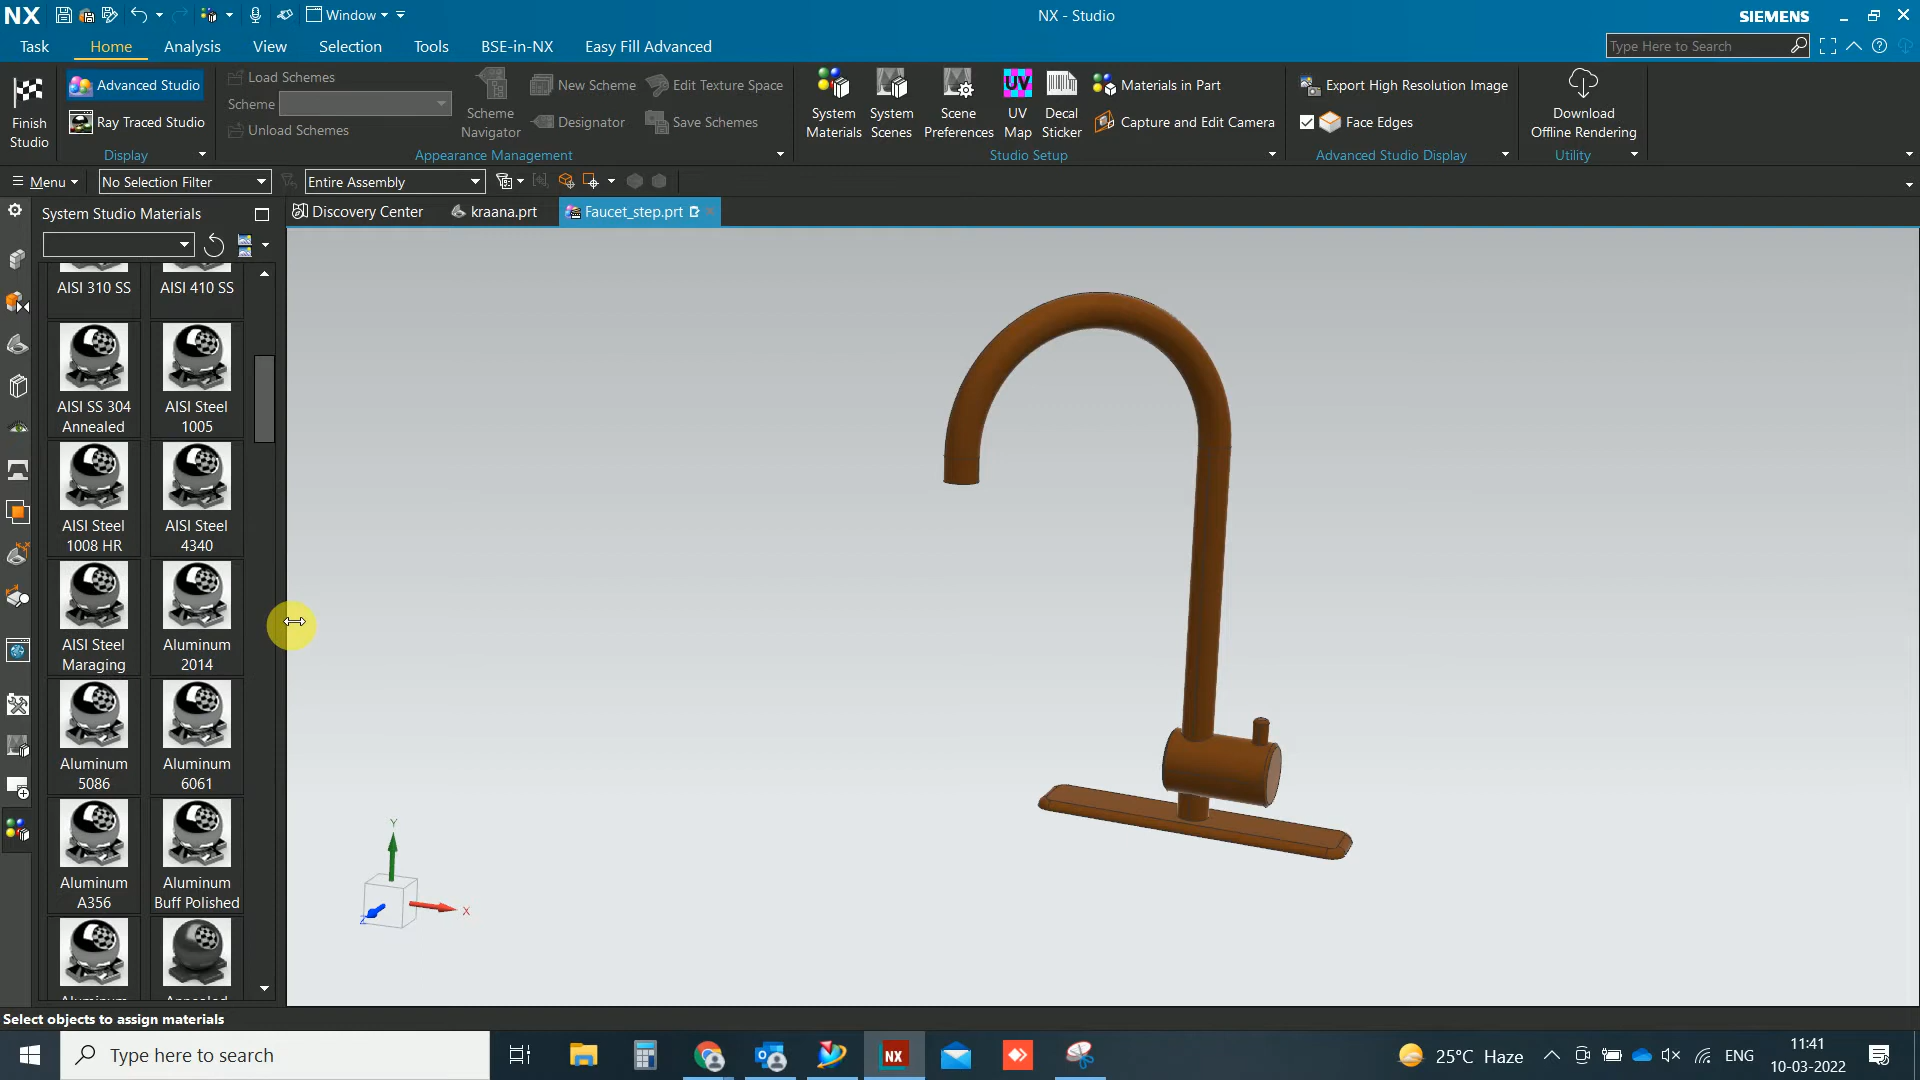 NX
Window
NX - Studio
SIEMENS
Task
Home
Analysis
View
Selection
Tools
BSE-in-NX
Easy Fill Advanced
Type Here to Search
Finish
Studio
Advanced Studio
Ray Traced Studio
Display
Load Schemes
Scheme
Unload Schemes
Scheme
Navigator
New Scheme
Designator
Edit Texture Space
Save Schemes
Appearance Management
System
Materials
System
Scenes
Scene
Preferences
UV
UV
Map
Decal
Sticker
Materials in Part
Capture and Edit Camera
Studio Setup
Export High Resolution Image
Face Edges
Advanced Studio Display
Download
Offline Rendering
Utility
Menu
No Selection Filter
Entire Assembly
System Studio Materials
Discovery Center
kraana.prt
Faucet_step.prt
AISI 310 SS
AISI 410 SS
AISI SS 304
Annealed
AISI Steel
1005
AISI Steel
1008 HR
AISI Steel
4340
AISI Steel
Maraging
Aluminum
2014
Aluminum
5086
Aluminum
6061
Aluminum
A356
Aluminum
Buff Polished
Y
X
Z
Select objects to assign materials
Type here to search
NX
25°C Haze
ENG
11:41
10-03-2022